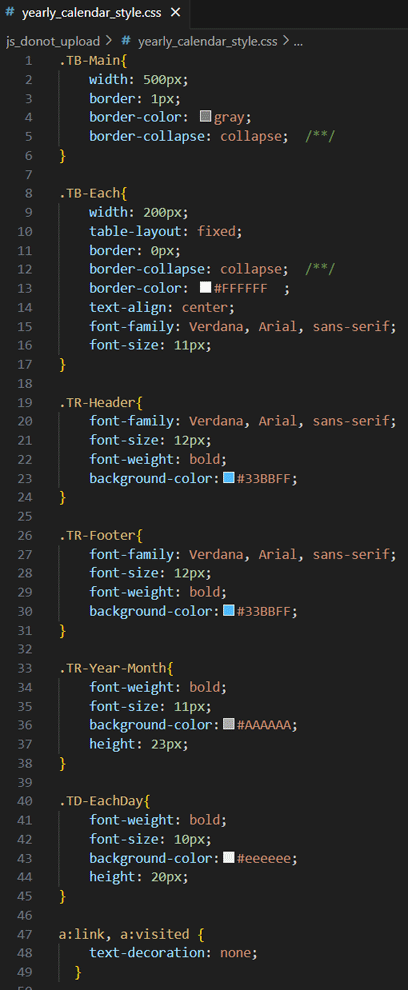 # yearly_calendar_style.css ×
js_donot_upload > # yearly_calendar_style.css > ...
1 .TB-Main{
2     width: 500px;
3     border: 1px;
4     border-color: gray;
5     border-collapse: collapse;  /**/
6 }
7
8 .TB-Each{
9     width: 200px;
10     table-layout: fixed;
11     border: 0px;
12     border-collapse: collapse;  /**/
13     border-color: #FFFFFF  ;
14     text-align: center;
15     font-family: Verdana, Arial, sans-serif;
16     font-size: 11px;
17 }
18
19 .TR-Header{
20     font-family: Verdana, Arial, sans-serif;
21     font-size: 12px;
22     font-weight: bold;
23     background-color:#33BBFF;
24 }
25
26 .TR-Footer{
27     font-family: Verdana, Arial, sans-serif;
28     font-size: 12px;
29     font-weight: bold;
30     background-color:#33BBFF;
31 }
32
33 .TR-Year-Month{
34     font-weight: bold;
35     font-size: 11px;
36     background-color:#AAAAAA;
37     height: 23px;
38 }
39
40 .TD-EachDay{
41     font-weight: bold;
42     font-size: 10px;
43     background-color:#eeeeee;
44     height: 20px;
45 }
46
47 a:link, a:visited {
48     text-decoration: none;
49   }